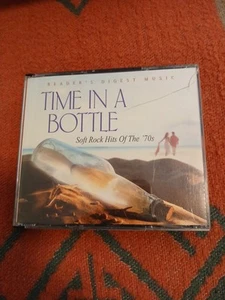 READER'S DIGEST MUSIC
TIME IN A
BOTTLE
Soft Rock Hits Of The '70s